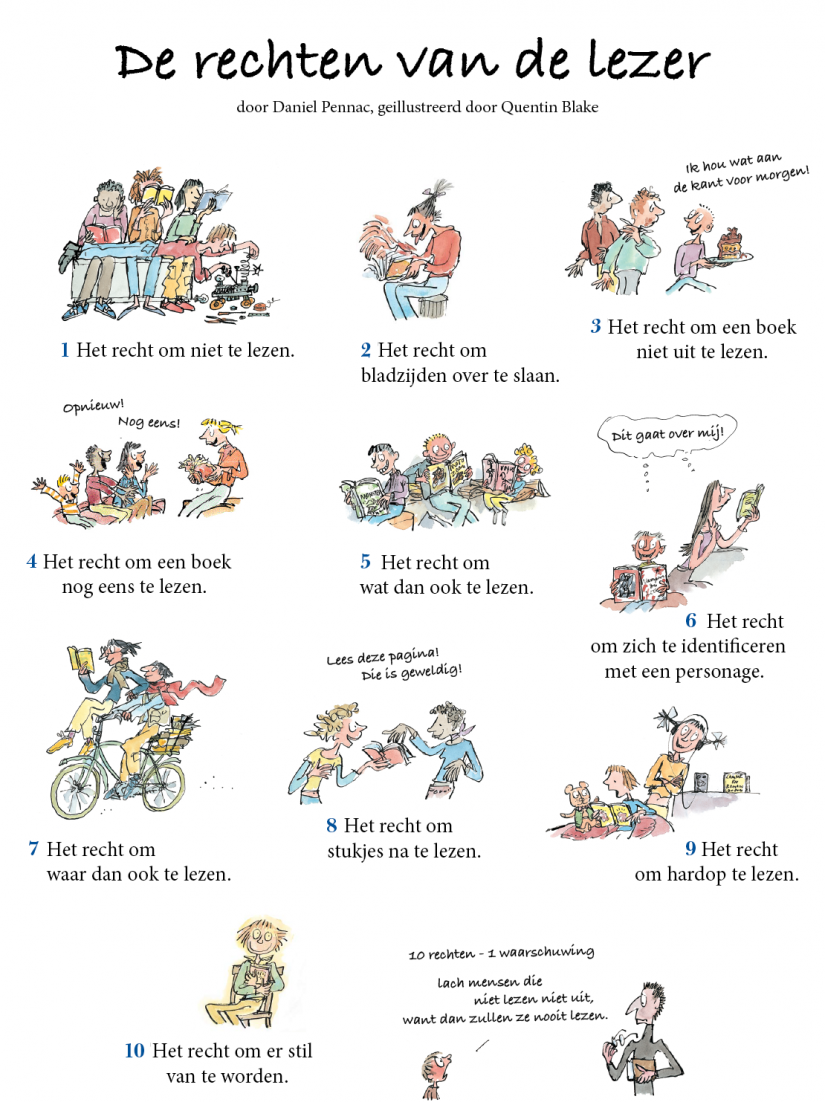 De rechten van de lezer
door Daniel Pennac, geillustreerd door Quentin Blake
Ik hou wat aan
de kant voor morgen!
1 Het recht om niet te lezen.
2 Het recht om
bladzijden over te slaan.
3 Het recht om een boek
niet uit te lezen.
Opnieuw!
Nog eens!
4 Het recht om een boek
nog eens te lezen.
5 Het recht om
wat dan ook te lezen.
Dit gaat over mij!
6 Het recht
om zich te identificeren
met een personage.
7 Het recht om
waar dan ook te lezen.
Lees deze pagina!
Die is geweldig!
8 Het recht om
stukjes na te lezen.
9 Het recht
om hardop te lezen.
10 Het recht om er stil
van te worden.
10 rechten - 1 waarschuwing
lach mensen die
niet lezen niet uit,
want dan zullen ze nooit lezen.